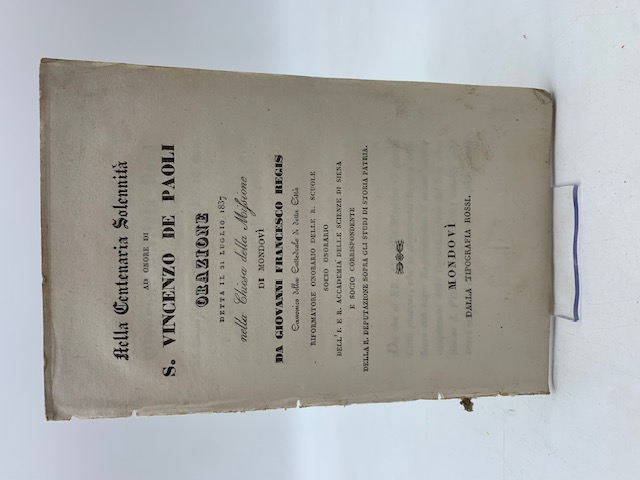 Nella Centenaria Solennità
AD ONORE DI
S. VINCENZO DE PAOLI
ORAZIONE
DETTA IL 21 LUGLIO 1837
nella Chiesa della Missione
DI MONDOVÌ
DA GIOVANNI FRANCESCO REGIS
Canonico della Cattedrale di detta Città
RIFORMATORE ONORARIO DELLE R. SCUOLE
SOCIO ONORARIO
DELL' I. E R. ACCADEMIA DELLE SCIENZE DI SIENA
E SOCIO CORRISPONDENTE
DELLA R. DEPUTAZIONE SOPRA GLI STUDJ DI STORIA PATRIA.
MONDOVÌ
DALLA TIPOGRAFIA ROSSI.